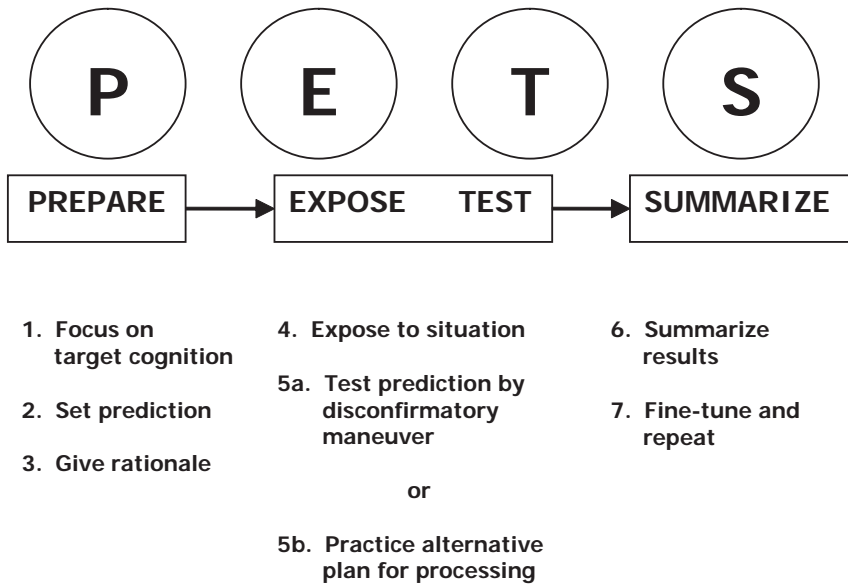 P E T S
PREPARE EXPOSE TEST SUMMARIZE
1. Focus on
target cognition
2. Set prediction
3. Give rationale
4. Expose to situation
5a. Test prediction by
disconfirmatory
maneuver
or
5b. Practice alternative
plan for processing
6. Summarize
results
7. Fine-tune and
repeat